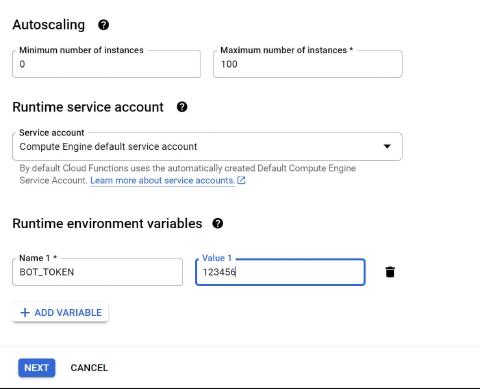 Autoscaling
Minimum number of instances
0
Maximum number of instances *
100
Runtime service account
Service account
Compute Engine default service account
By default Cloud Functions uses the automatically created Default Compute Engine
Service Account. Learn more about service accounts.
Runtime environment variables
Name 1 *
BOT_TOKEN
Value 1
123456
+ ADD VARIABLE
NEXT
CANCEL